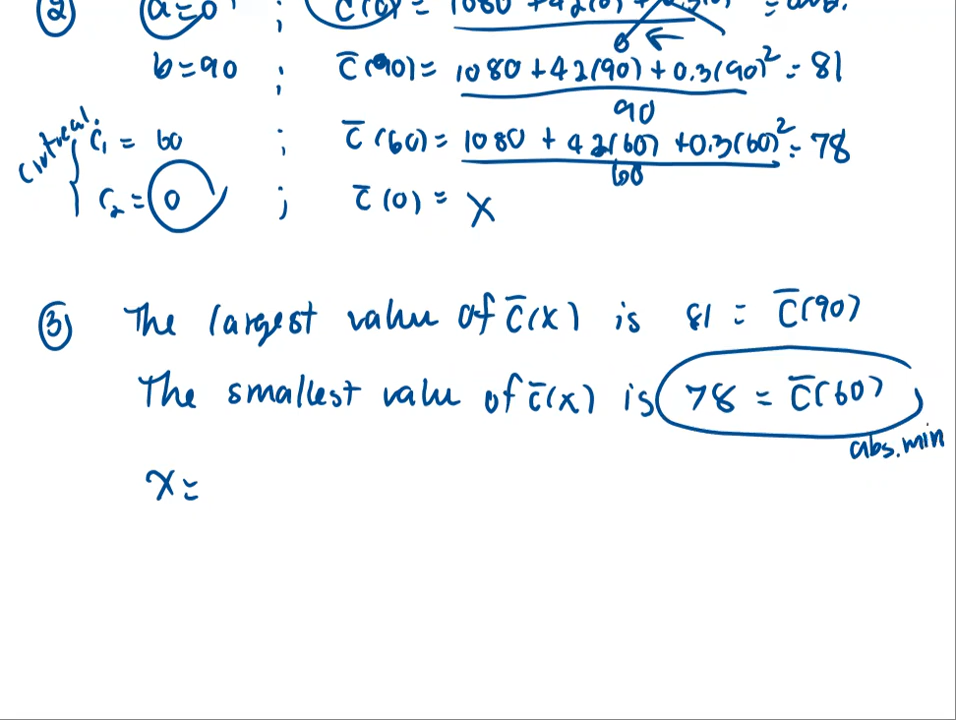 ② a=0 ; C̄(0) = 1080 +42(0) +0.3(0)² =
0
b=90 ; C̄(90) = 1080 +42(90) +0.3(90)² = 81
90
C₁ = 60 ; C̄(60) = 1080 + 42(60) +0.3(60)² = 78
60
C₂ = 0 ; C̄(0) = X
③ The largest value of C̄(x) is 81 = C̄(90)
The smallest value of C̄(x) is 78 = C̄(60)
abs.min
x=